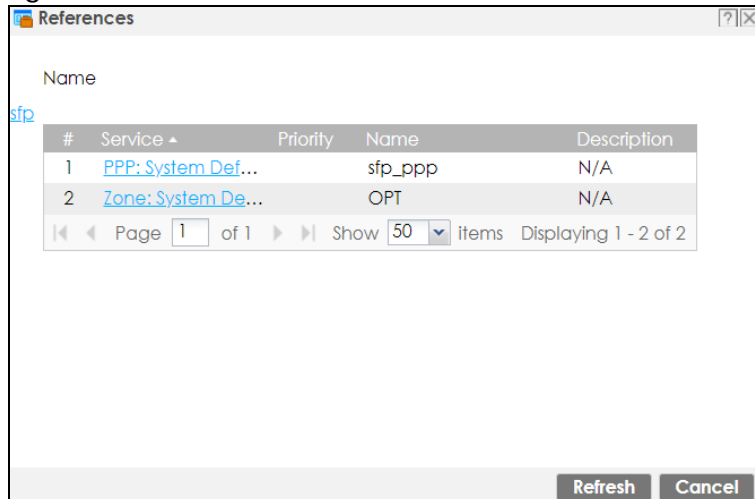 References
Name
sfp
# Service Priority Name Description
1 PPP: System Def... sfp_ppp N/A
2 Zone: System De... OPT N/A
Page 1 of 1 Show 50 items Displaying 1 - 2 of 2
Refresh Cancel